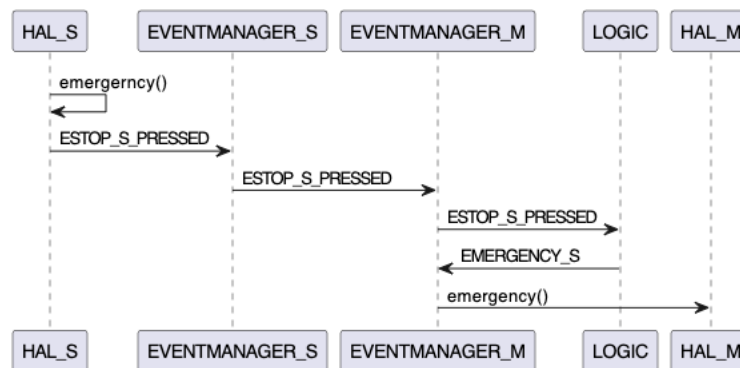 HAL_S EVENTMANAGER_S EVENTMANAGER_M LOGIC HAL_M
emergerncy()
ESTOP_S_PRESSED
ESTOP_S_PRESSED
ESTOP_S_PRESSED
EMERGENCY_S
emergency()
HAL_S EVENTMANAGER_S EVENTMANAGER_M LOGIC HAL_M